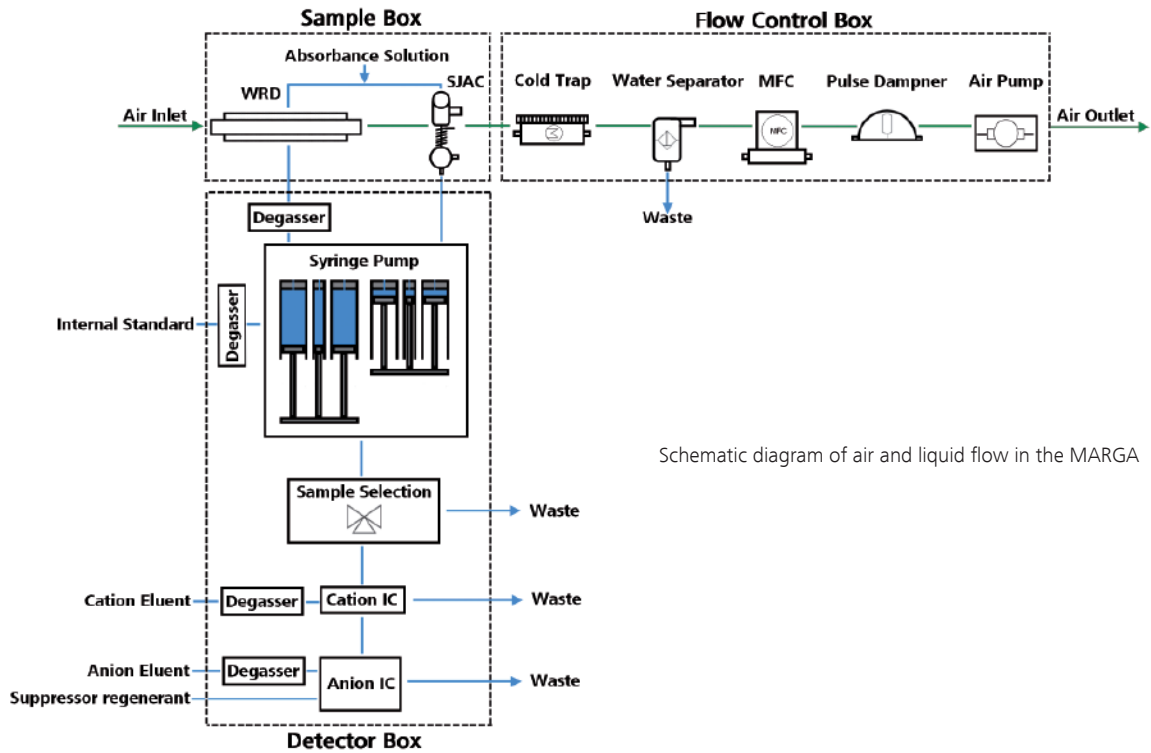 Sample Box
Flow Control Box
Absorbance Solution
WRD
SJAC
Cold Trap
Water Separator
MFC
Pulse Dampner
Air Pump
Air Inlet
MFC
Air Outlet
Waste
Degasser
Syringe Pump
Internal Standard
Degasser
Schematic diagram of air and liquid flow in the MARGA
Sample Selection
Waste
Cation Eluent
Degasser
Cation IC
Waste
Anion Eluent
Degasser
Anion IC
Waste
Suppressor regenerant
Detector Box